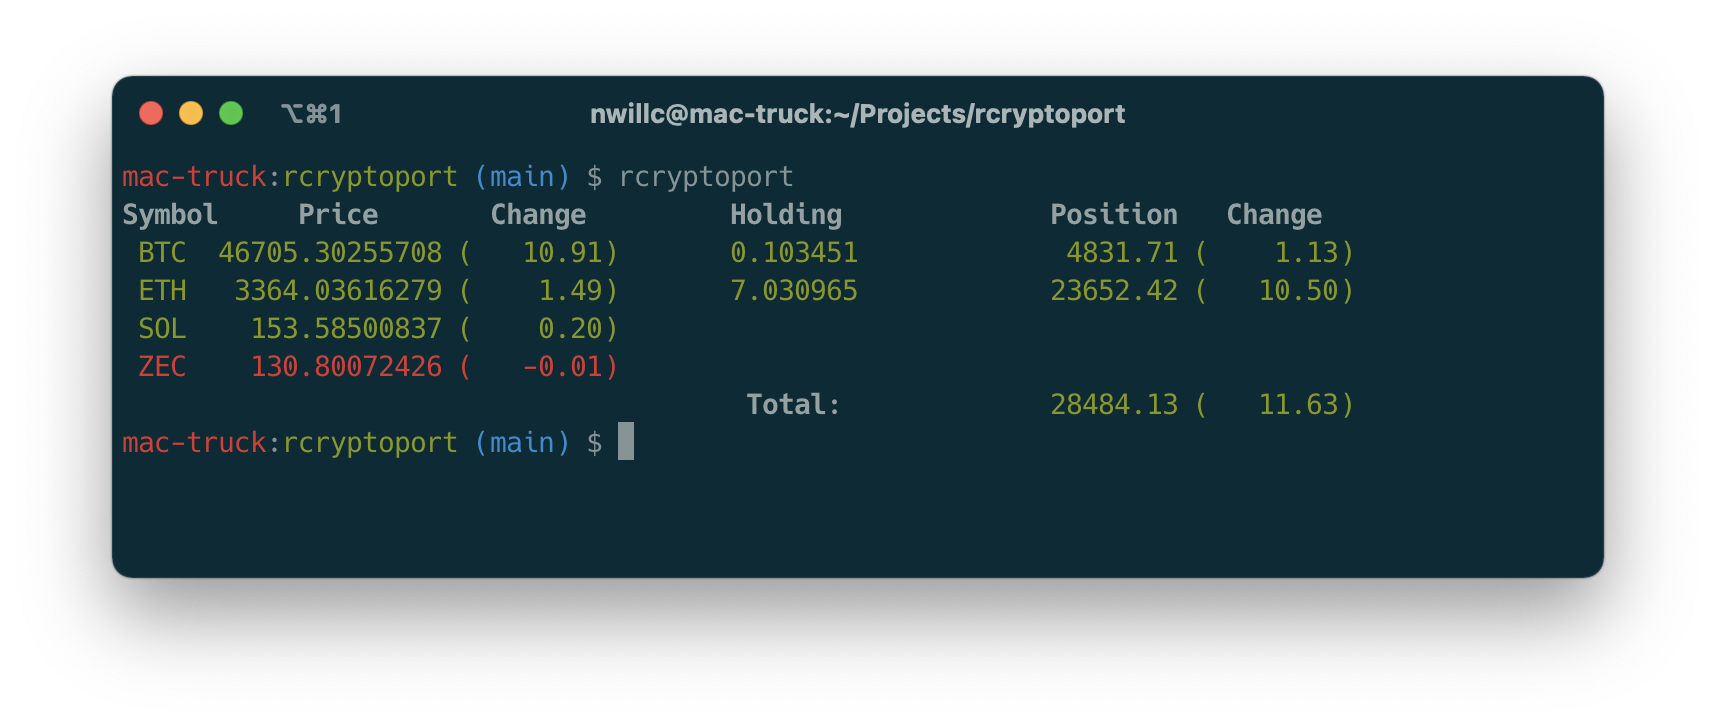 ⌥⌘1 nwillc@mac-truck:~/Projects/rcryptoport
mac-truck:rcryptoport (main) $ rcryptoport
Symbol Price Change Holding Position Change
BTC 46705.30255708 ( 10.91) 0.103451 4831.71 ( 1.13)
ETH 3364.03616279 ( 1.49) 7.030965 23652.42 ( 10.50)
SOL 153.58500837 ( 0.20)
ZEC 130.80072426 ( -0.01)
Total: 28484.13 ( 11.63)
mac-truck:rcryptoport (main) $